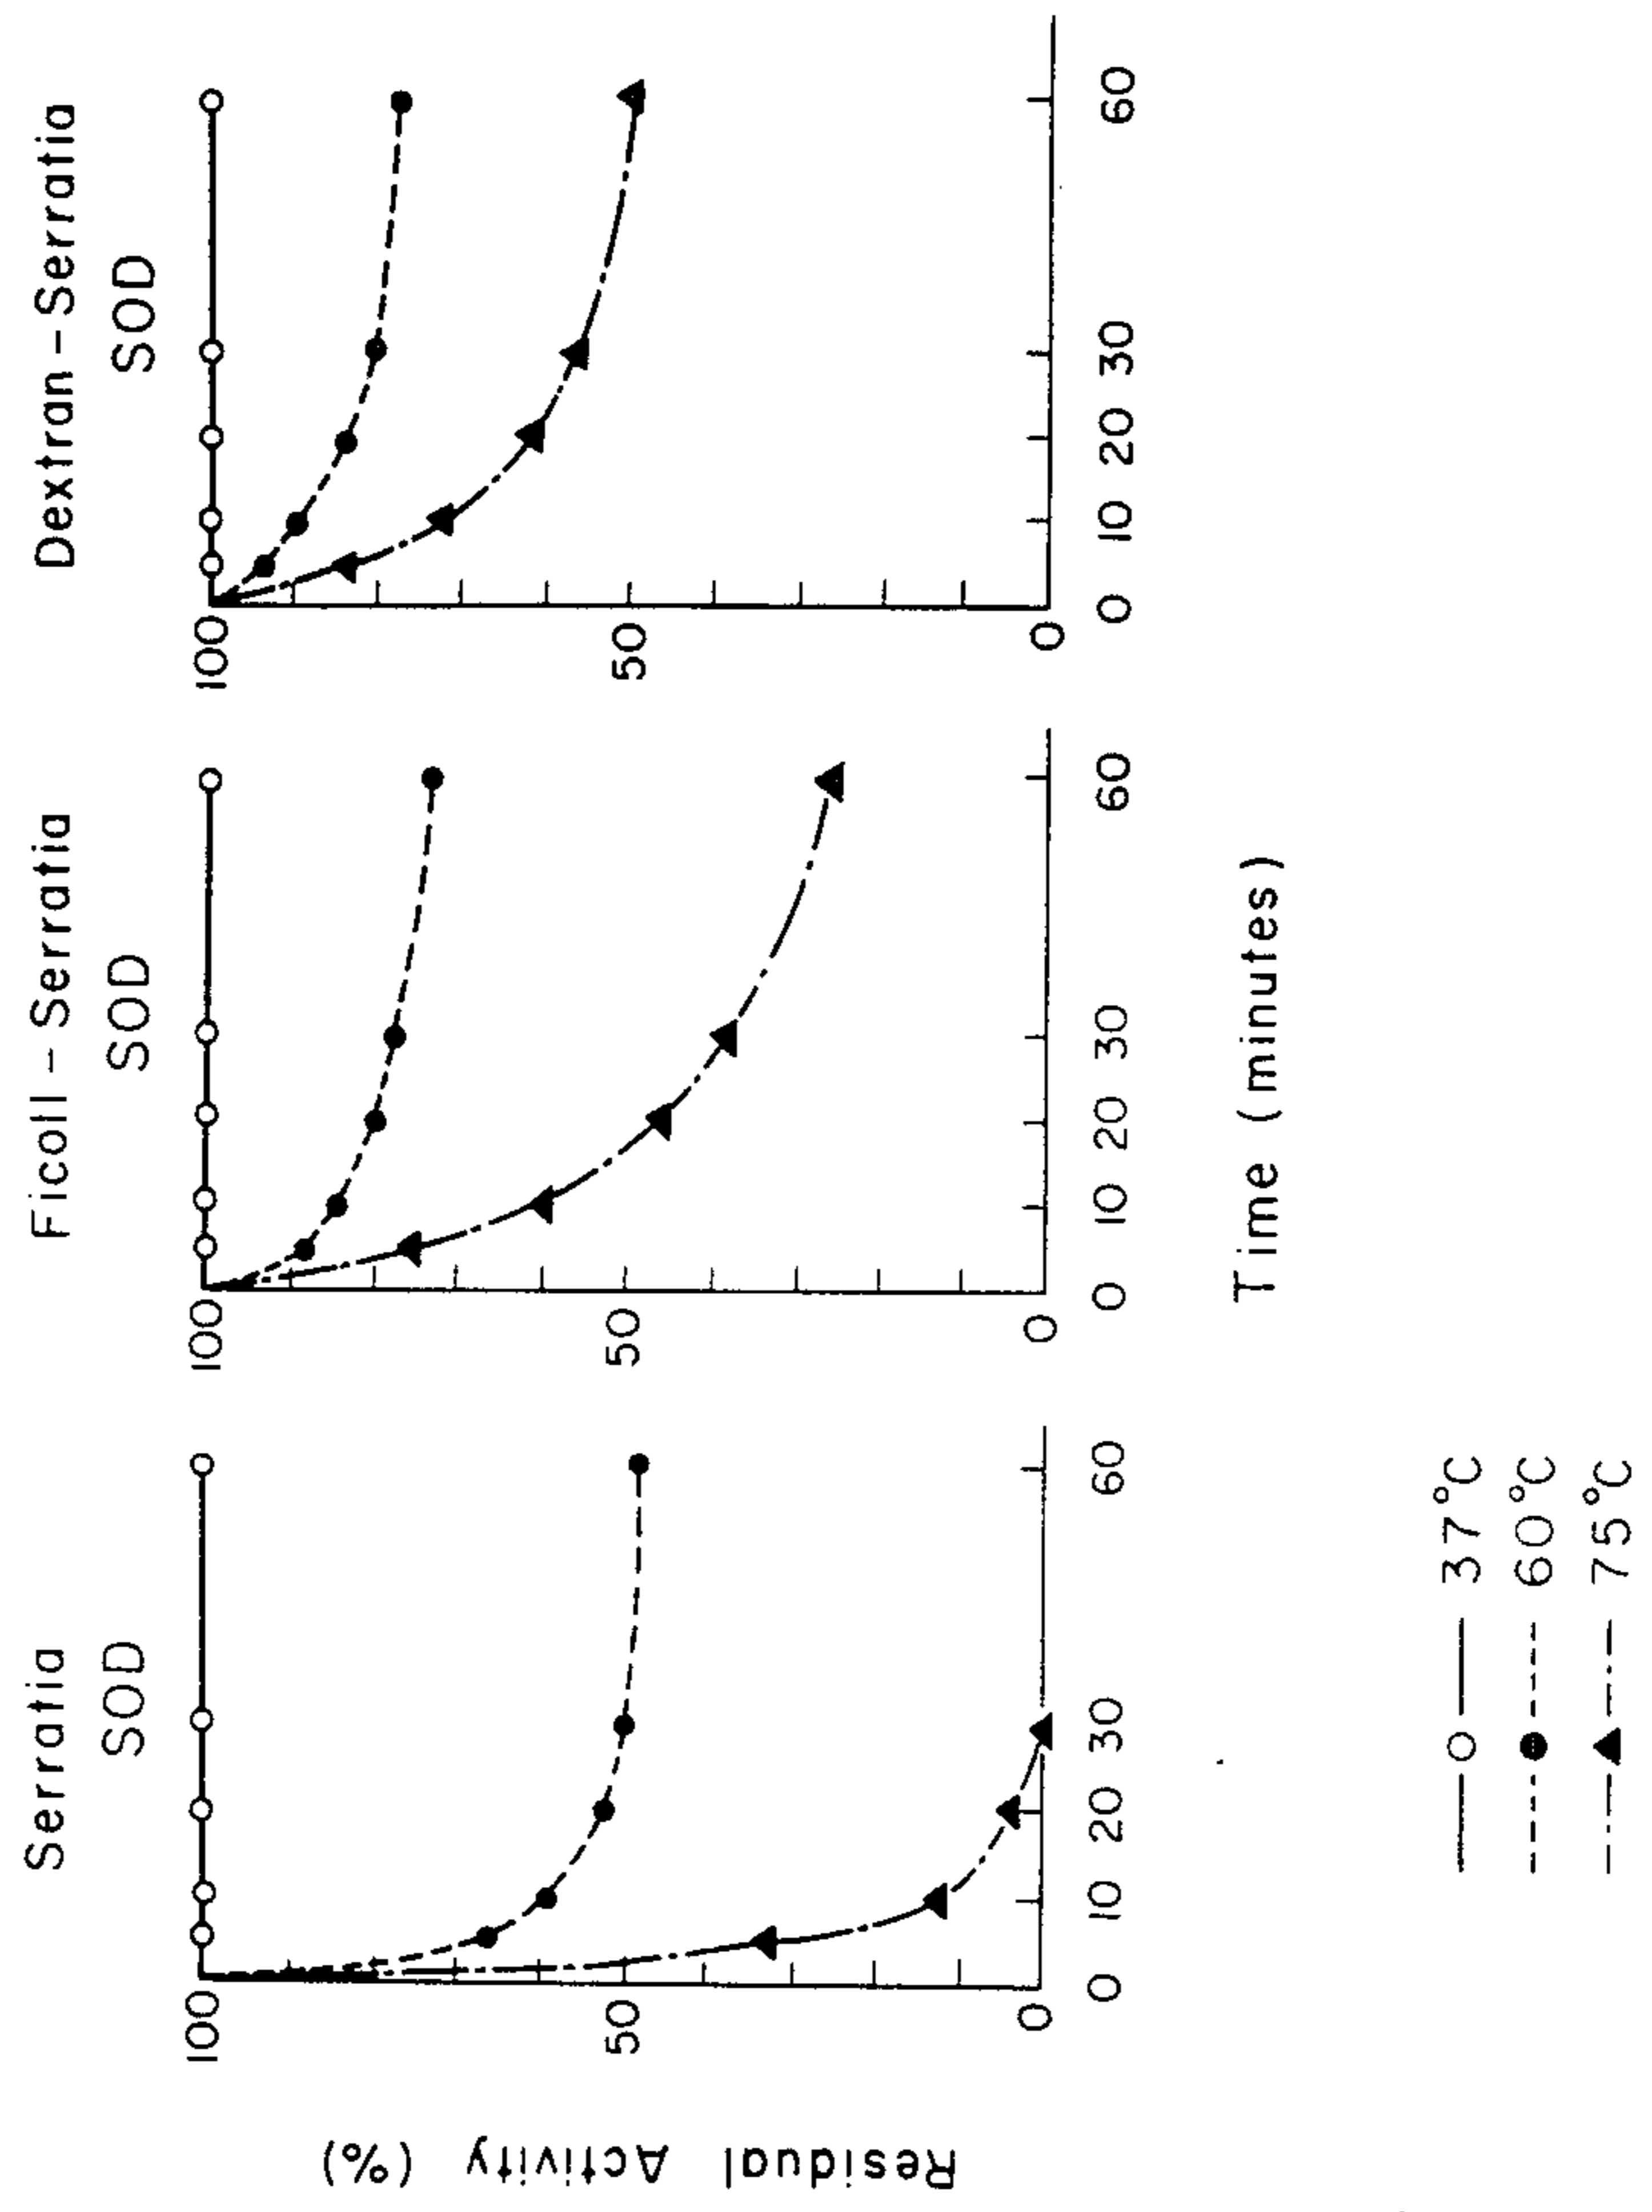 Serratia
SOD
Ficoll-Serratia
SOD
Dextran-Serratia
SOD
Residual Activity (%)
100
50
0
0 10 20 30 60
100
50
0
0 10 20 30 60
100
50
0
0 10 20 30 60
Time (minutes)
37°C
60°C
75°C